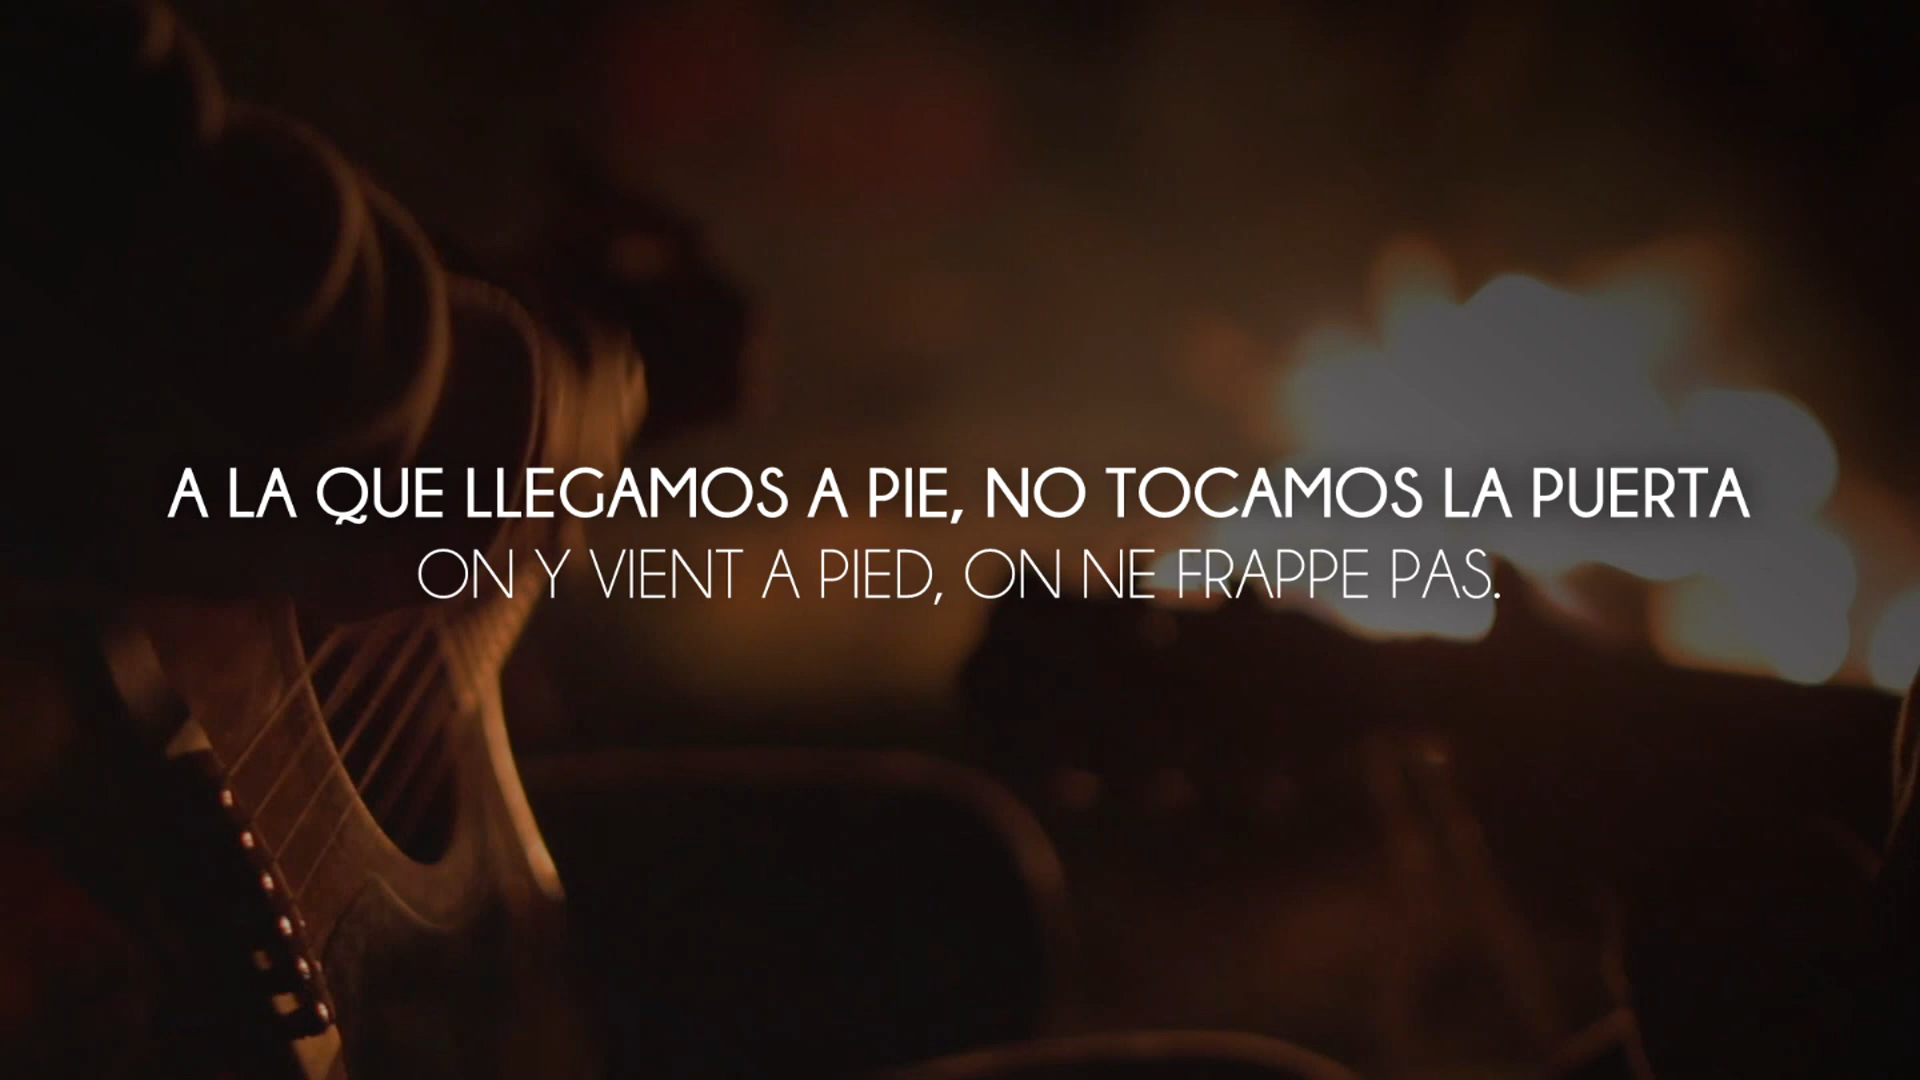 A LA QUE LLEGAMOS A PIE, NO TOCAMOS LA PUERTA
ON Y VIENT A PIED, ON NE FRAPPE PAS.